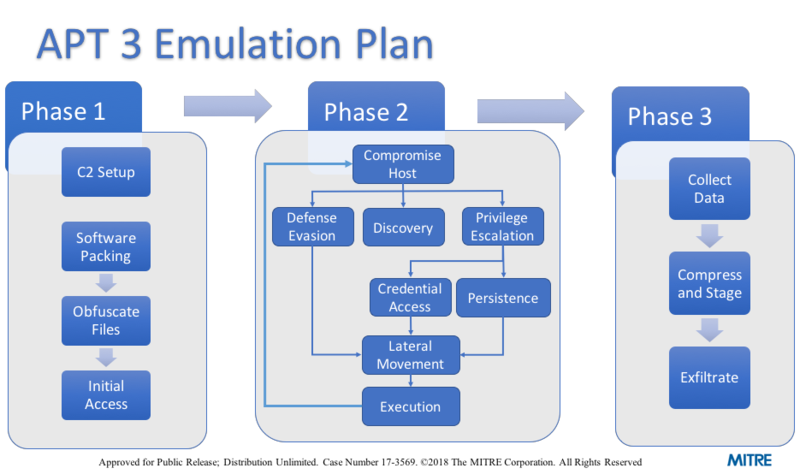 APT 3 Emulation Plan
Phase 1
C2 Setup
Software
Packing
Obfuscate
Files
Initial
Access
Phase 2
Compromise
Host
Defense
Evasion
Discovery
Privilege
Escalation
Credential
Access
Persistence
Lateral
Movement
Execution
Phase 3
Collect
Data
Compress
and Stage
Exfiltrate
Approved for Public Release; Distribution Unlimited. Case Number 17-3569. ©2018 The MITRE Corporation. All Rights Reserved
MITRE